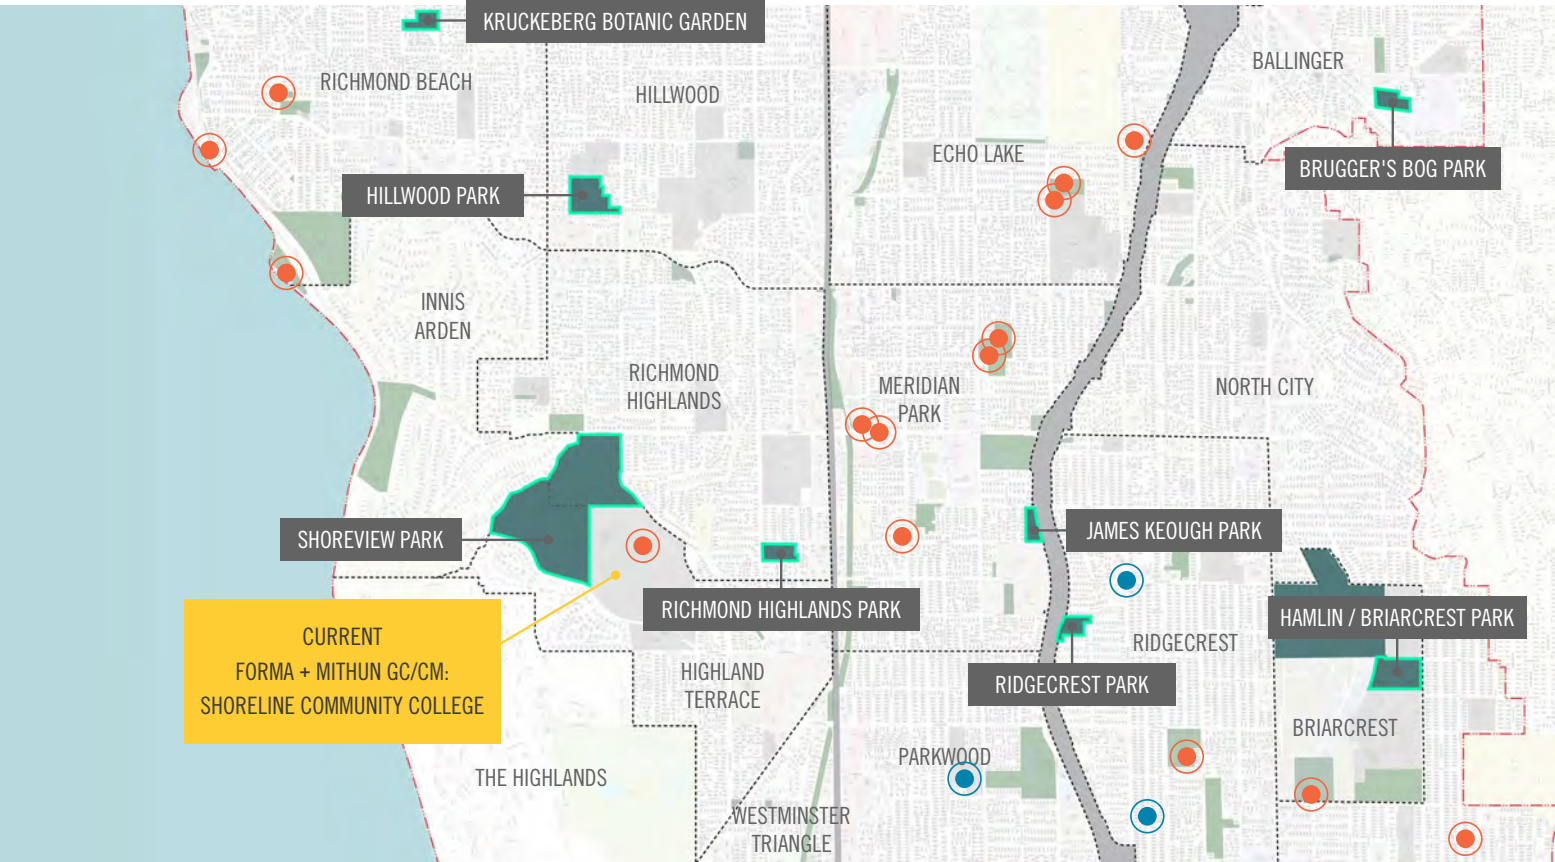 KRUCKEBERG BOTANIC GARDEN
BALLINGER
RICHMOND BEACH
HILLWOOD
ECHO LAKE
BRUGGER'S BOG PARK
HILLWOOD PARK
INNIS
ARDEN
RICHMOND
HIGHLANDS
MERIDIAN
PARK
NORTH CITY
SHOREVIEW PARK
JAMES KEOUGH PARK
RICHMOND HIGHLANDS PARK
HAMLIN / BRIARCREST PARK
CURRENT
FORMA + MITHUN GC/CM:
SHORELINE COMMUNITY COLLEGE
RIDGECREST
HIGHLAND
TERRACE
RIDGECREST PARK
BRIARCREST
PARKWOOD
THE HIGHLANDS
WESTMINSTER
TRIANGLE